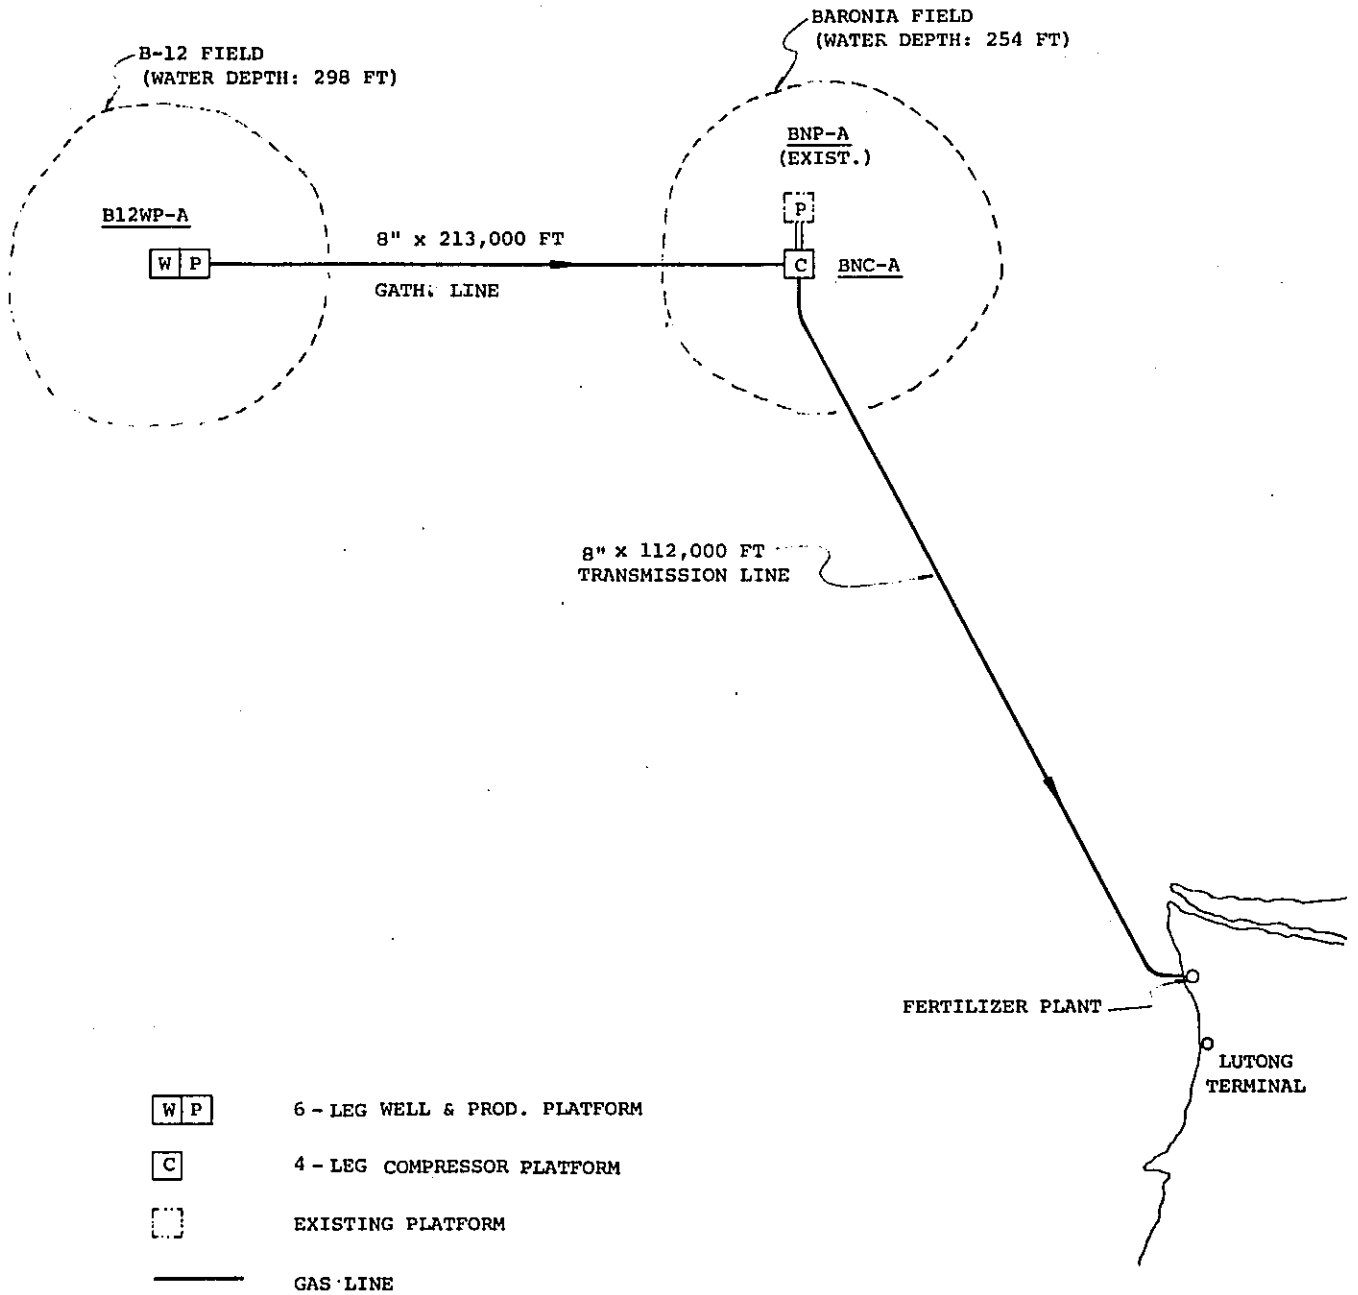 BARONIA FIELD
(WATER DEPTH: 254 FT)
B-12 FIELD
(WATER DEPTH: 298 FT)
BNP-A
(EXIST.)
P
B12WP-A
W P
8" x 213,000 FT
GATH. LINE
C
BNC-A
8" x 112,000 FT
TRANSMISSION LINE
FERTILIZER PLANT
LUTONG
TERMINAL
W P 6-LEG WELL & PROD. PLATFORM
C 4-LEG COMPRESSOR PLATFORM
EXISTING PLATFORM
GAS LINE